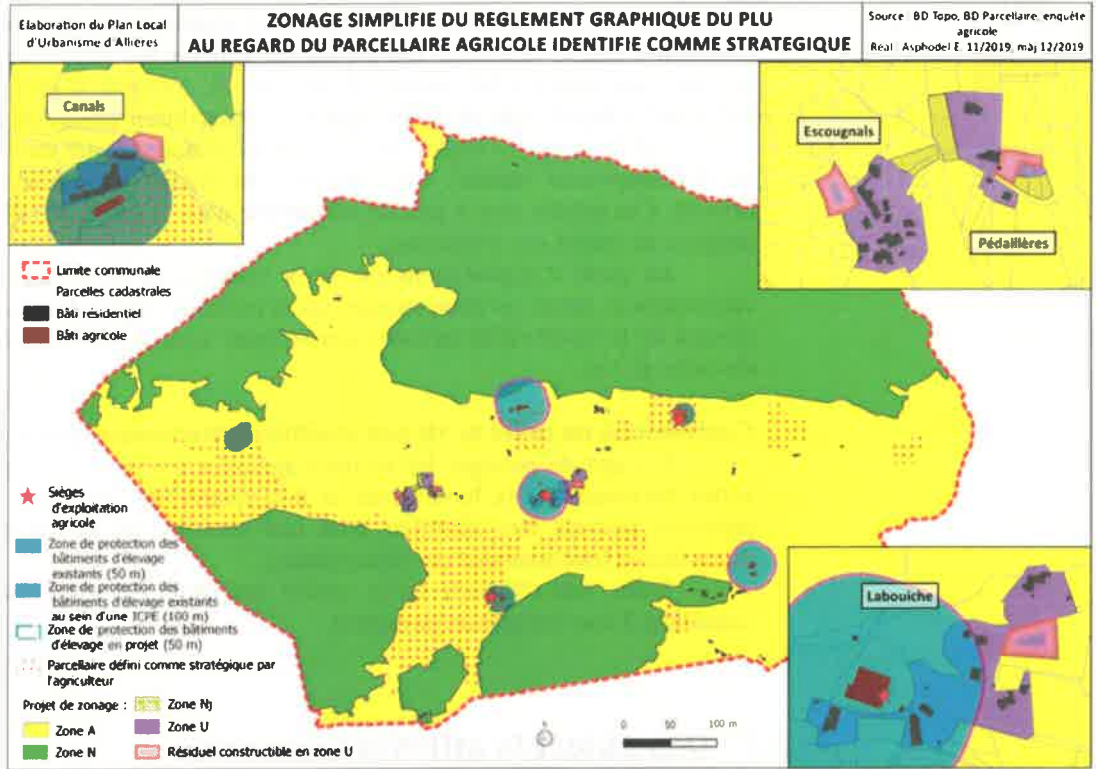 Elaboration du Plan Local
d'Urbanisme d'Allières
ZONAGE SIMPLIFIE DU REGLEMENT GRAPHIQUE DU PLU
AU REGARD DU PARCELLAIRE AGRICOLE IDENTIFIE COMME STRATEGIQUE
Source : BD Topo, BD Parcellaire, enquête
agricole
Réal : Asphodel E. 11/2019, màj 12/2019
Canals
Escougnals
Pédaillères
Limite communale
Parcelles cadastrales
Bâti résidentiel
Bâti agricole
Sièges
d'exploitation
agricole
Zone de protection des
bâtiments d'élevage
existants (50 m)
Zone de protection des
bâtiments d'élevage existants
au sein d'une ICPE (100 m)
Zone de protection des bâtiments
d'élevage en projet (50 m)
Parcellaire défini comme stratégique par
l'agriculteur
Projet de zonage :
Zone Nj
Zone A
Zone U
Zone N
Résiduel constructible en zone U
0 50 100 m
Labouiche